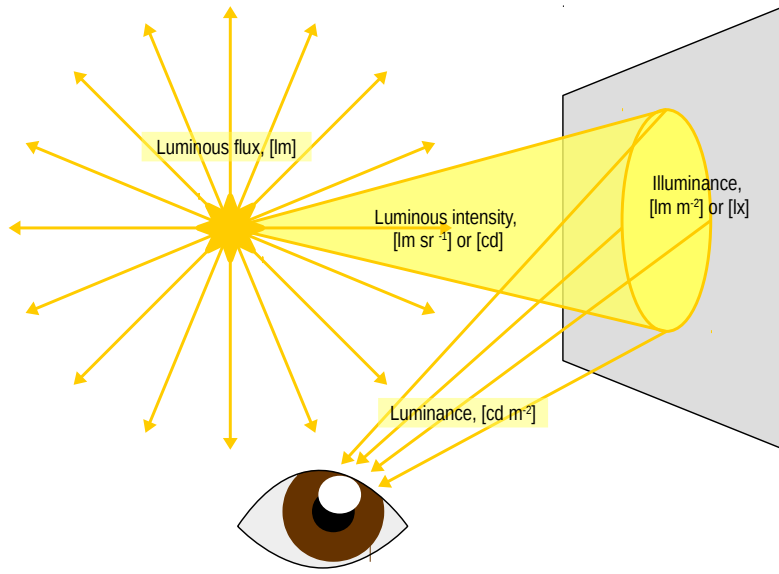 Luminous flux, [lm]
Luminous intensity,
[lm sr ⁻¹] or [cd]
Illuminance,
[lm m⁻²] or [lx]
Luminance, [cd m⁻²]